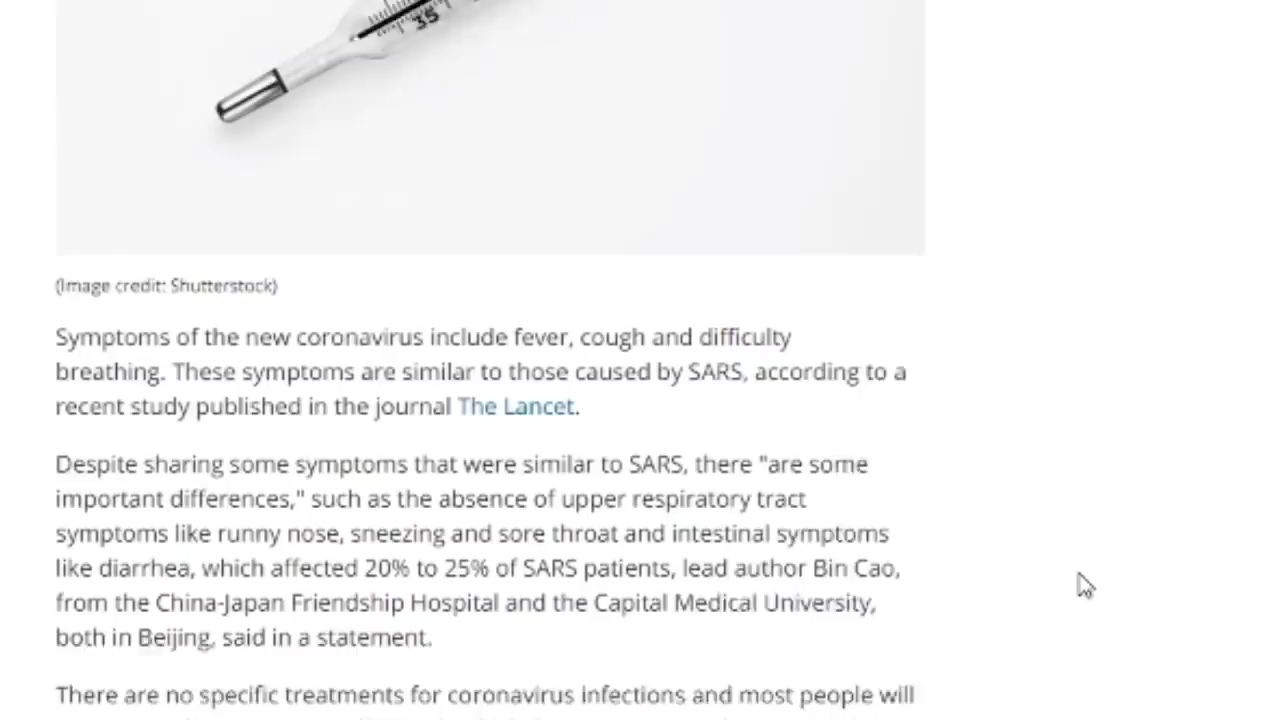 35
(Image credit: Shutterstock)
Symptoms of the new coronavirus include fever, cough and difficulty
breathing. These symptoms are similar to those caused by SARS, according to a
recent study published in the journal The Lancet.
Despite sharing some symptoms that were similar to SARS, there "are some
important differences," such as the absence of upper respiratory tract
symptoms like runny nose, sneezing and sore throat and intestinal symptoms
like diarrhea, which affected 20% to 25% of SARS patients, lead author Bin Cao,
from the China-Japan Friendship Hospital and the Capital Medical University,
both in Beijing, said in a statement.
There are no specific treatments for coronavirus infections and most people will